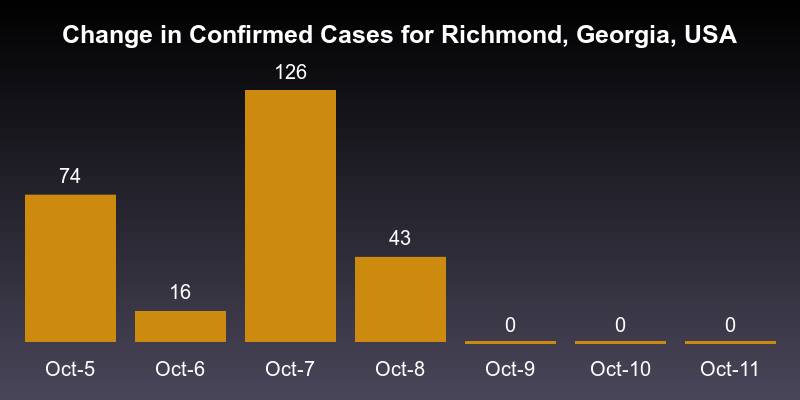 Change in Confirmed Cases for Richmond, Georgia, USA
126
74
43
16
0 0 0
Oct-5 Oct-6 Oct-7 Oct-8 Oct-9 Oct-10 Oct-11